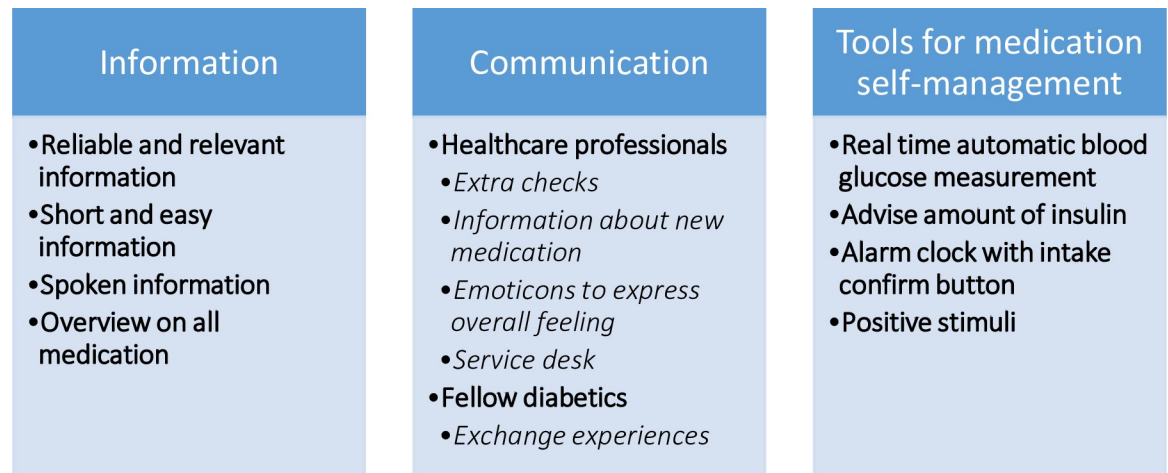 Information
•Reliable and relevant
information
•Short and easy
information
•Spoken information
•Overview on all
medication
Communication
•Healthcare professionals
•Extra checks
•Information about new
medication
•Emoticons to express
overall feeling
•Service desk
•Fellow diabetics
•Exchange experiences
Tools for medication
self-management
•Real time automatic blood
glucose measurement
•Advise amount of insulin
•Alarm clock with intake
confirm button
•Positive stimuli